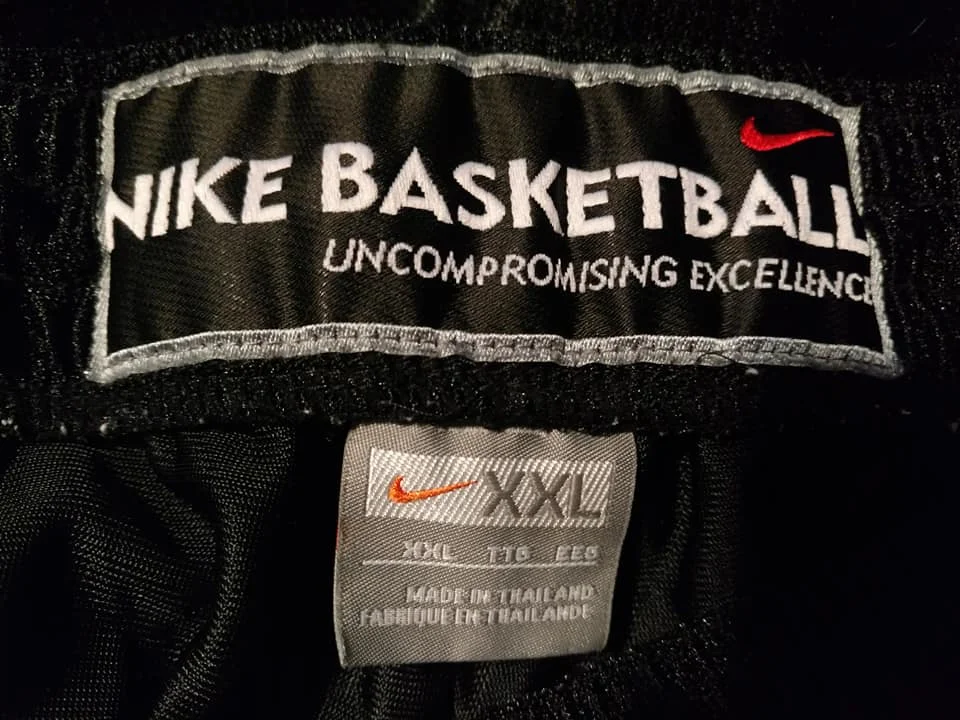 NIKE BASKETBALL
UNCOMPROMISING EXCELLENCE
XXL
XXL TTG EEG
MADE IN THAILAND
FABRIQUE EN THAILANDE